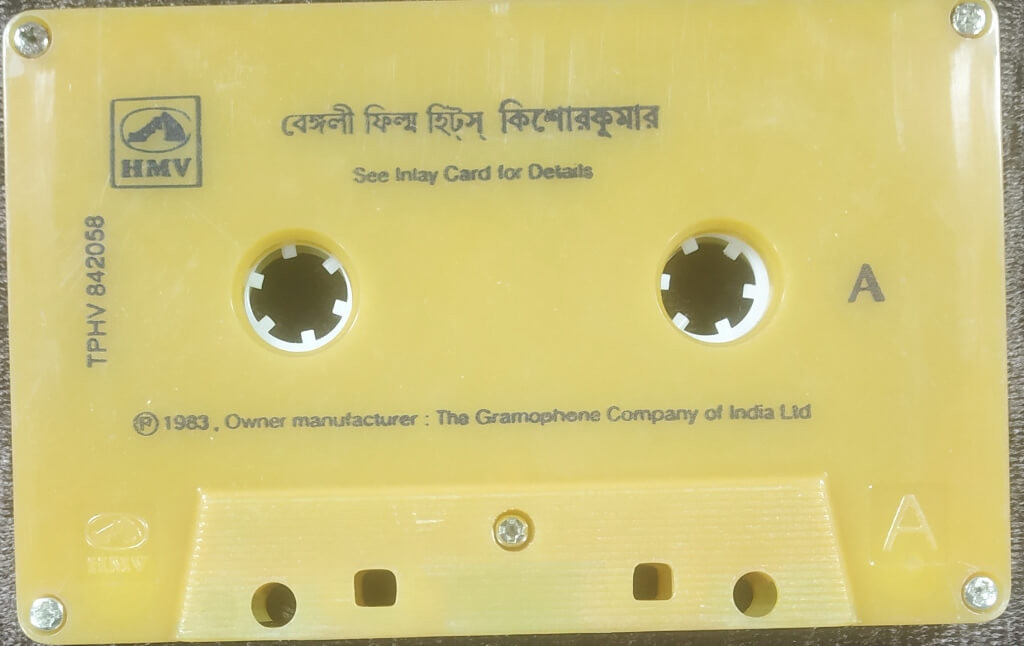 বেঙ্গলী ফিল্ম হিট্স্ কিশোরকুমার
HMV
See Inlay Card for Details
TPHV 842058
A
Ⓟ 1983, Owner manufacturer : The Gramophone Company of India Ltd
HMV
A